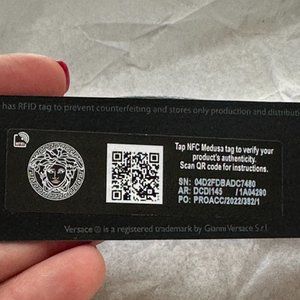 has RFID tag to prevent counterfeiting and stores only production and distribut
Tap NFC Medusa tag to verify your
product's authenticity.
Scan QR code for instructions.
SN: 04D2FDBADC7480
AR: DCDI145 /1A04290
PO: PROACC/2022/382/1
Versace ® is a registered trademark by Gianni Versace S.r.l.